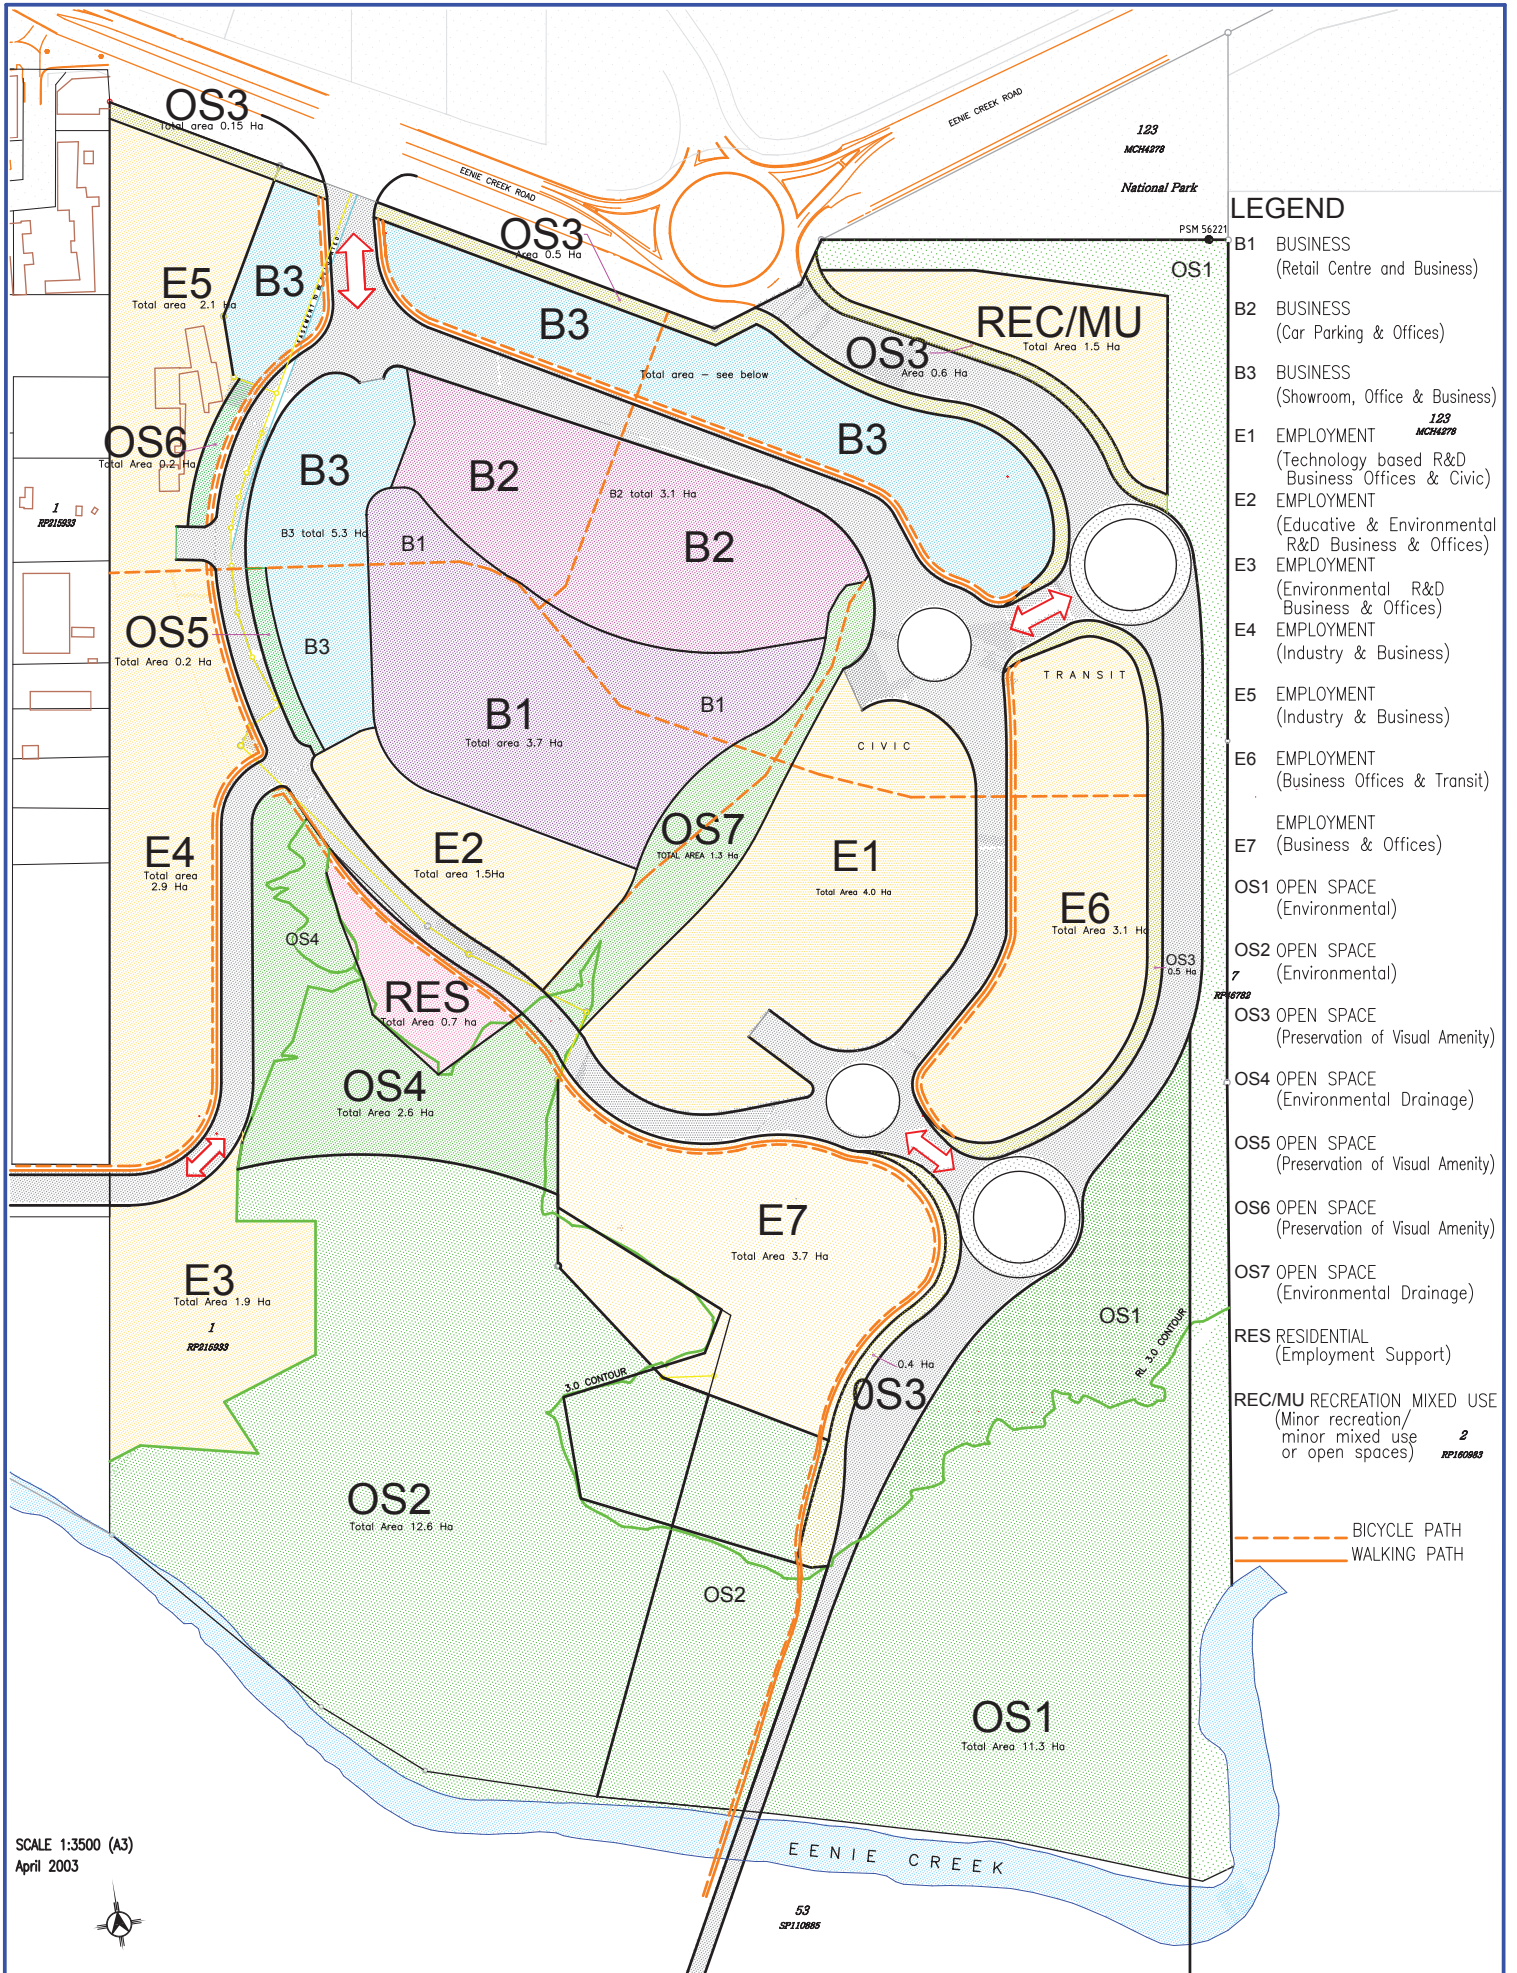 OS3
Total area 0.15 Ha
EENIE CREEK ROAD
EENIE CREEK ROAD
123
MCH4278
National Park
PSM 56221
OS3
Area 0.5 Ha
OS1
E5
Total area 2.1 Ha
B3
B3
Total area – see below
REC/MU
Total Area 1.5 Ha
OS3
Area 0.6 Ha
B3
OS6
Total Area 0.2 Ha
B3
B3 total 5.3 Ha
B2
B2 total 3.1 Ha
B2
1
RP215933
B1
OS5
Total Area 0.2 Ha
B3
B1
Total area 3.7 Ha
B1
TRANSIT
CIVIC
E4
Total area
2.9 Ha
E2
Total area 1.5Ha
OS7
TOTAL AREA 1.3 Ha
E1
Total Area 4.0 Ha
E6
Total Area 3.1 Ha
OS3
0.5 Ha
7
RP46782
OS4
RES
Total Area 0.7 ha
OS4
Total Area 2.6 Ha
E7
Total Area 3.7 Ha
E3
Total Area 1.9 Ha
1
RP215933
3.0 CONTOUR
0.4 Ha
0S3
OS1
RL 3.0 CONTOUR
OS2
Total Area 12.6 Ha
OS2
OS1
Total Area 11.3 Ha
EENIE CREEK
53
SP110885
SCALE 1:3500 (A3)
April 2003
LEGEND
B1 BUSINESS
(Retail Centre and Business)
B2 BUSINESS
(Car Parking & Offices)
B3 BUSINESS
(Showroom, Office & Business)
123
MCH4278
E1 EMPLOYMENT
(Technology based R&D
Business Offices & Civic)
E2 EMPLOYMENT
(Educative & Environmental
R&D Business & Offices)
E3 EMPLOYMENT
(Environmental R&D
Business & Offices)
E4 EMPLOYMENT
(Industry & Business)
E5 EMPLOYMENT
(Industry & Business)
E6 EMPLOYMENT
(Business Offices & Transit)
EMPLOYMENT
E7 (Business & Offices)
OS1 OPEN SPACE
(Environmental)
OS2 OPEN SPACE
(Environmental)
OS3 OPEN SPACE
(Preservation of Visual Amenity)
OS4 OPEN SPACE
(Environmental Drainage)
OS5 OPEN SPACE
(Preservation of Visual Amenity)
OS6 OPEN SPACE
(Preservation of Visual Amenity)
OS7 OPEN SPACE
(Environmental Drainage)
RES RESIDENTIAL
(Employment Support)
REC/MU RECREATION MIXED USE
(Minor recreation/
minor mixed use
or open spaces)
2
RP160983
BICYCLE PATH
WALKING PATH